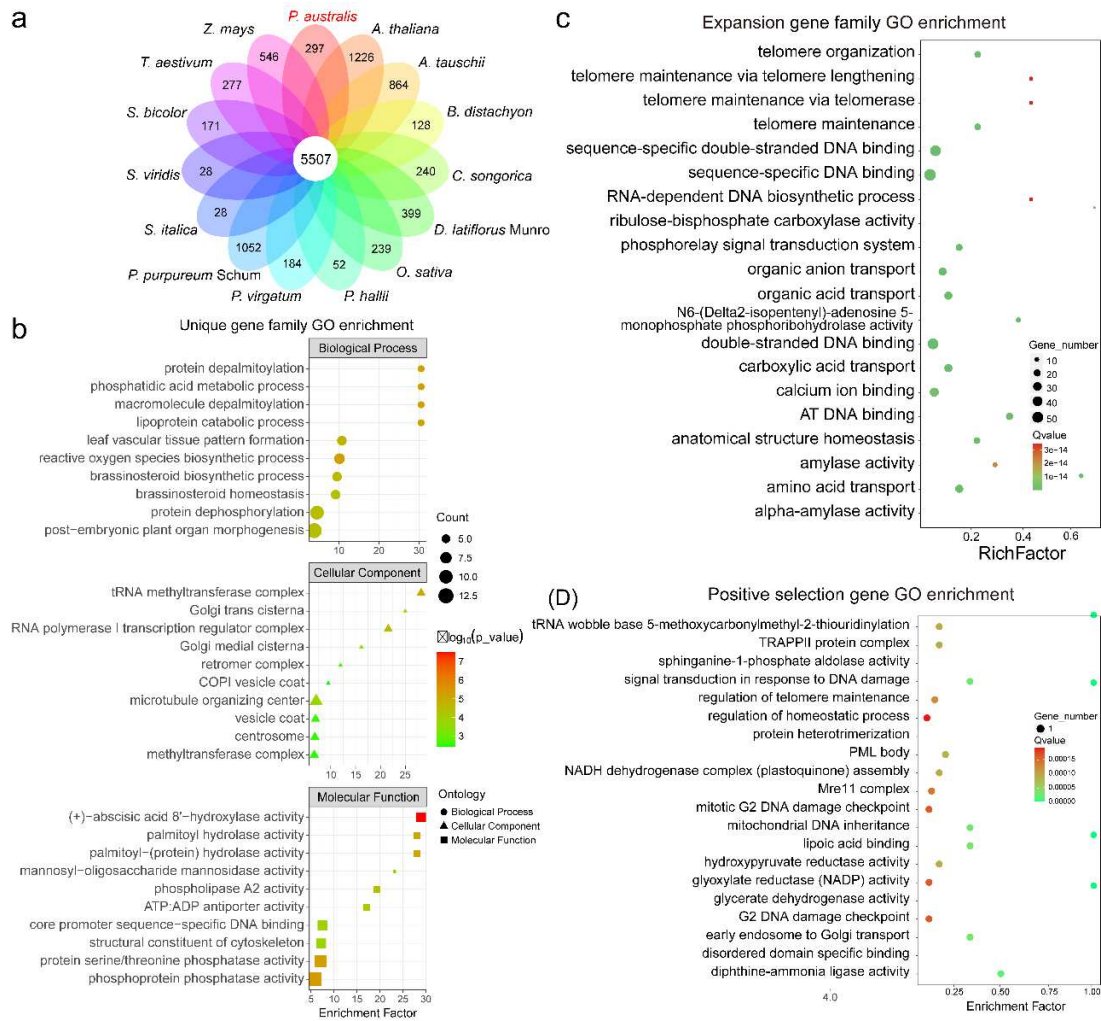 a
P. australis
Z. mays
A. thaliana
T. aestivum
A. tauschii
S. bicolor
B. distachyon
S. viridis
C. songorica
S. italica
D. latiflorus Munro
P. purpureum Schum
O. sativa
P. virgatum
P. hallii
297
1226
864
128
240
399
239
52
184
1052
28
28
171
277
546
5507
b
Unique gene family GO enrichment
Biological Process
protein depalmitoylation
phosphatidic acid metabolic process
macromolecule depalmitoylation
lipoprotein catabolic process
leaf vascular tissue pattern formation
reactive oxygen species biosynthetic process
brassinosteroid biosynthetic process
brassinosteroid homeostasis
protein dephosphorylation
post−embryonic plant organ morphogenesis
10 20 30
Cellular Component
tRNA methyltransferase complex
Golgi trans cisterna
RNA polymerase I transcription regulator complex
Golgi medial cisterna
retromer complex
COPI vesicle coat
microtubule organizing center
vesicle coat
centrosome
methyltransferase complex
10 15 20 25
Molecular Function
(+)−abscisic acid 8'−hydroxylase activity
palmitoyl hydrolase activity
palmitoyl−(protein) hydrolase activity
mannosyl−oligosaccharide mannosidase activity
phospholipase A2 activity
ATP:ADP antiporter activity
core promoter sequence−specific DNA binding
structural constituent of cytoskeleton
protein serine/threonine phosphatase activity
phosphoprotein phosphatase activity
5 10 15 20 25 30
Enrichment Factor
Count
5.0
7.5
10.0
12.5
log10(p_value)
7
6
5
4
3
Ontology
Biological Process
Cellular Component
Molecular Function
c
Expansion gene family GO enrichment
telomere organization
telomere maintenance via telomere lengthening
telomere maintenance via telomerase
telomere maintenance
sequence-specific double-stranded DNA binding
sequence-specific DNA binding
RNA-dependent DNA biosynthetic process
ribulose-bisphosphate carboxylase activity
phosphorelay signal transduction system
organic anion transport
organic acid transport
N6-(Delta2-isopentenyl)-adenosine 5-
monophosphate phosphoribohydrolase activity
double-stranded DNA binding
carboxylic acid transport
calcium ion binding
AT DNA binding
anatomical structure homeostasis
amylase activity
amino acid transport
alpha-amylase activity
0.2 0.4 0.6
RichFactor
Gene_number
10
20
30
40
50
Qvalue
3e-14
2e-14
1e-14
(D)
Positive selection gene GO enrichment
tRNA wobble base 5-methoxycarbonylmethyl-2-thiouridinylation
TRAPPII protein complex
sphinganine-1-phosphate aldolase activity
signal transduction in response to DNA damage
regulation of telomere maintenance
regulation of homeostatic process
protein heterotrimerization
PML body
NADH dehydrogenase complex (plastoquinone) assembly
Mre11 complex
mitotic G2 DNA damage checkpoint
mitochondrial DNA inheritance
lipoic acid binding
hydroxypyruvate reductase activity
glyoxylate reductase (NADP) activity
glycerate dehydrogenase activity
G2 DNA damage checkpoint
early endosome to Golgi transport
disordered domain specific binding
diphthine-ammonia ligase activity
4.0
0.25 0.50 0.75 1.00
Enrichment Factor
Gene_number
1
Qvalue
0.00015
0.00010
0.00005
0.00000